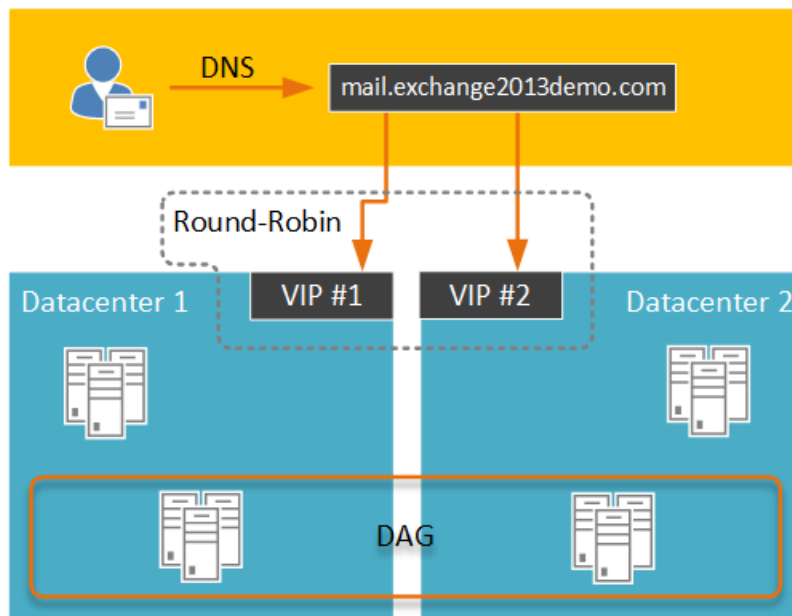 DNS
mail.exchange2013demo.com
Round-Robin
VIP #1
VIP #2
Datacenter 1
Datacenter 2
DAG